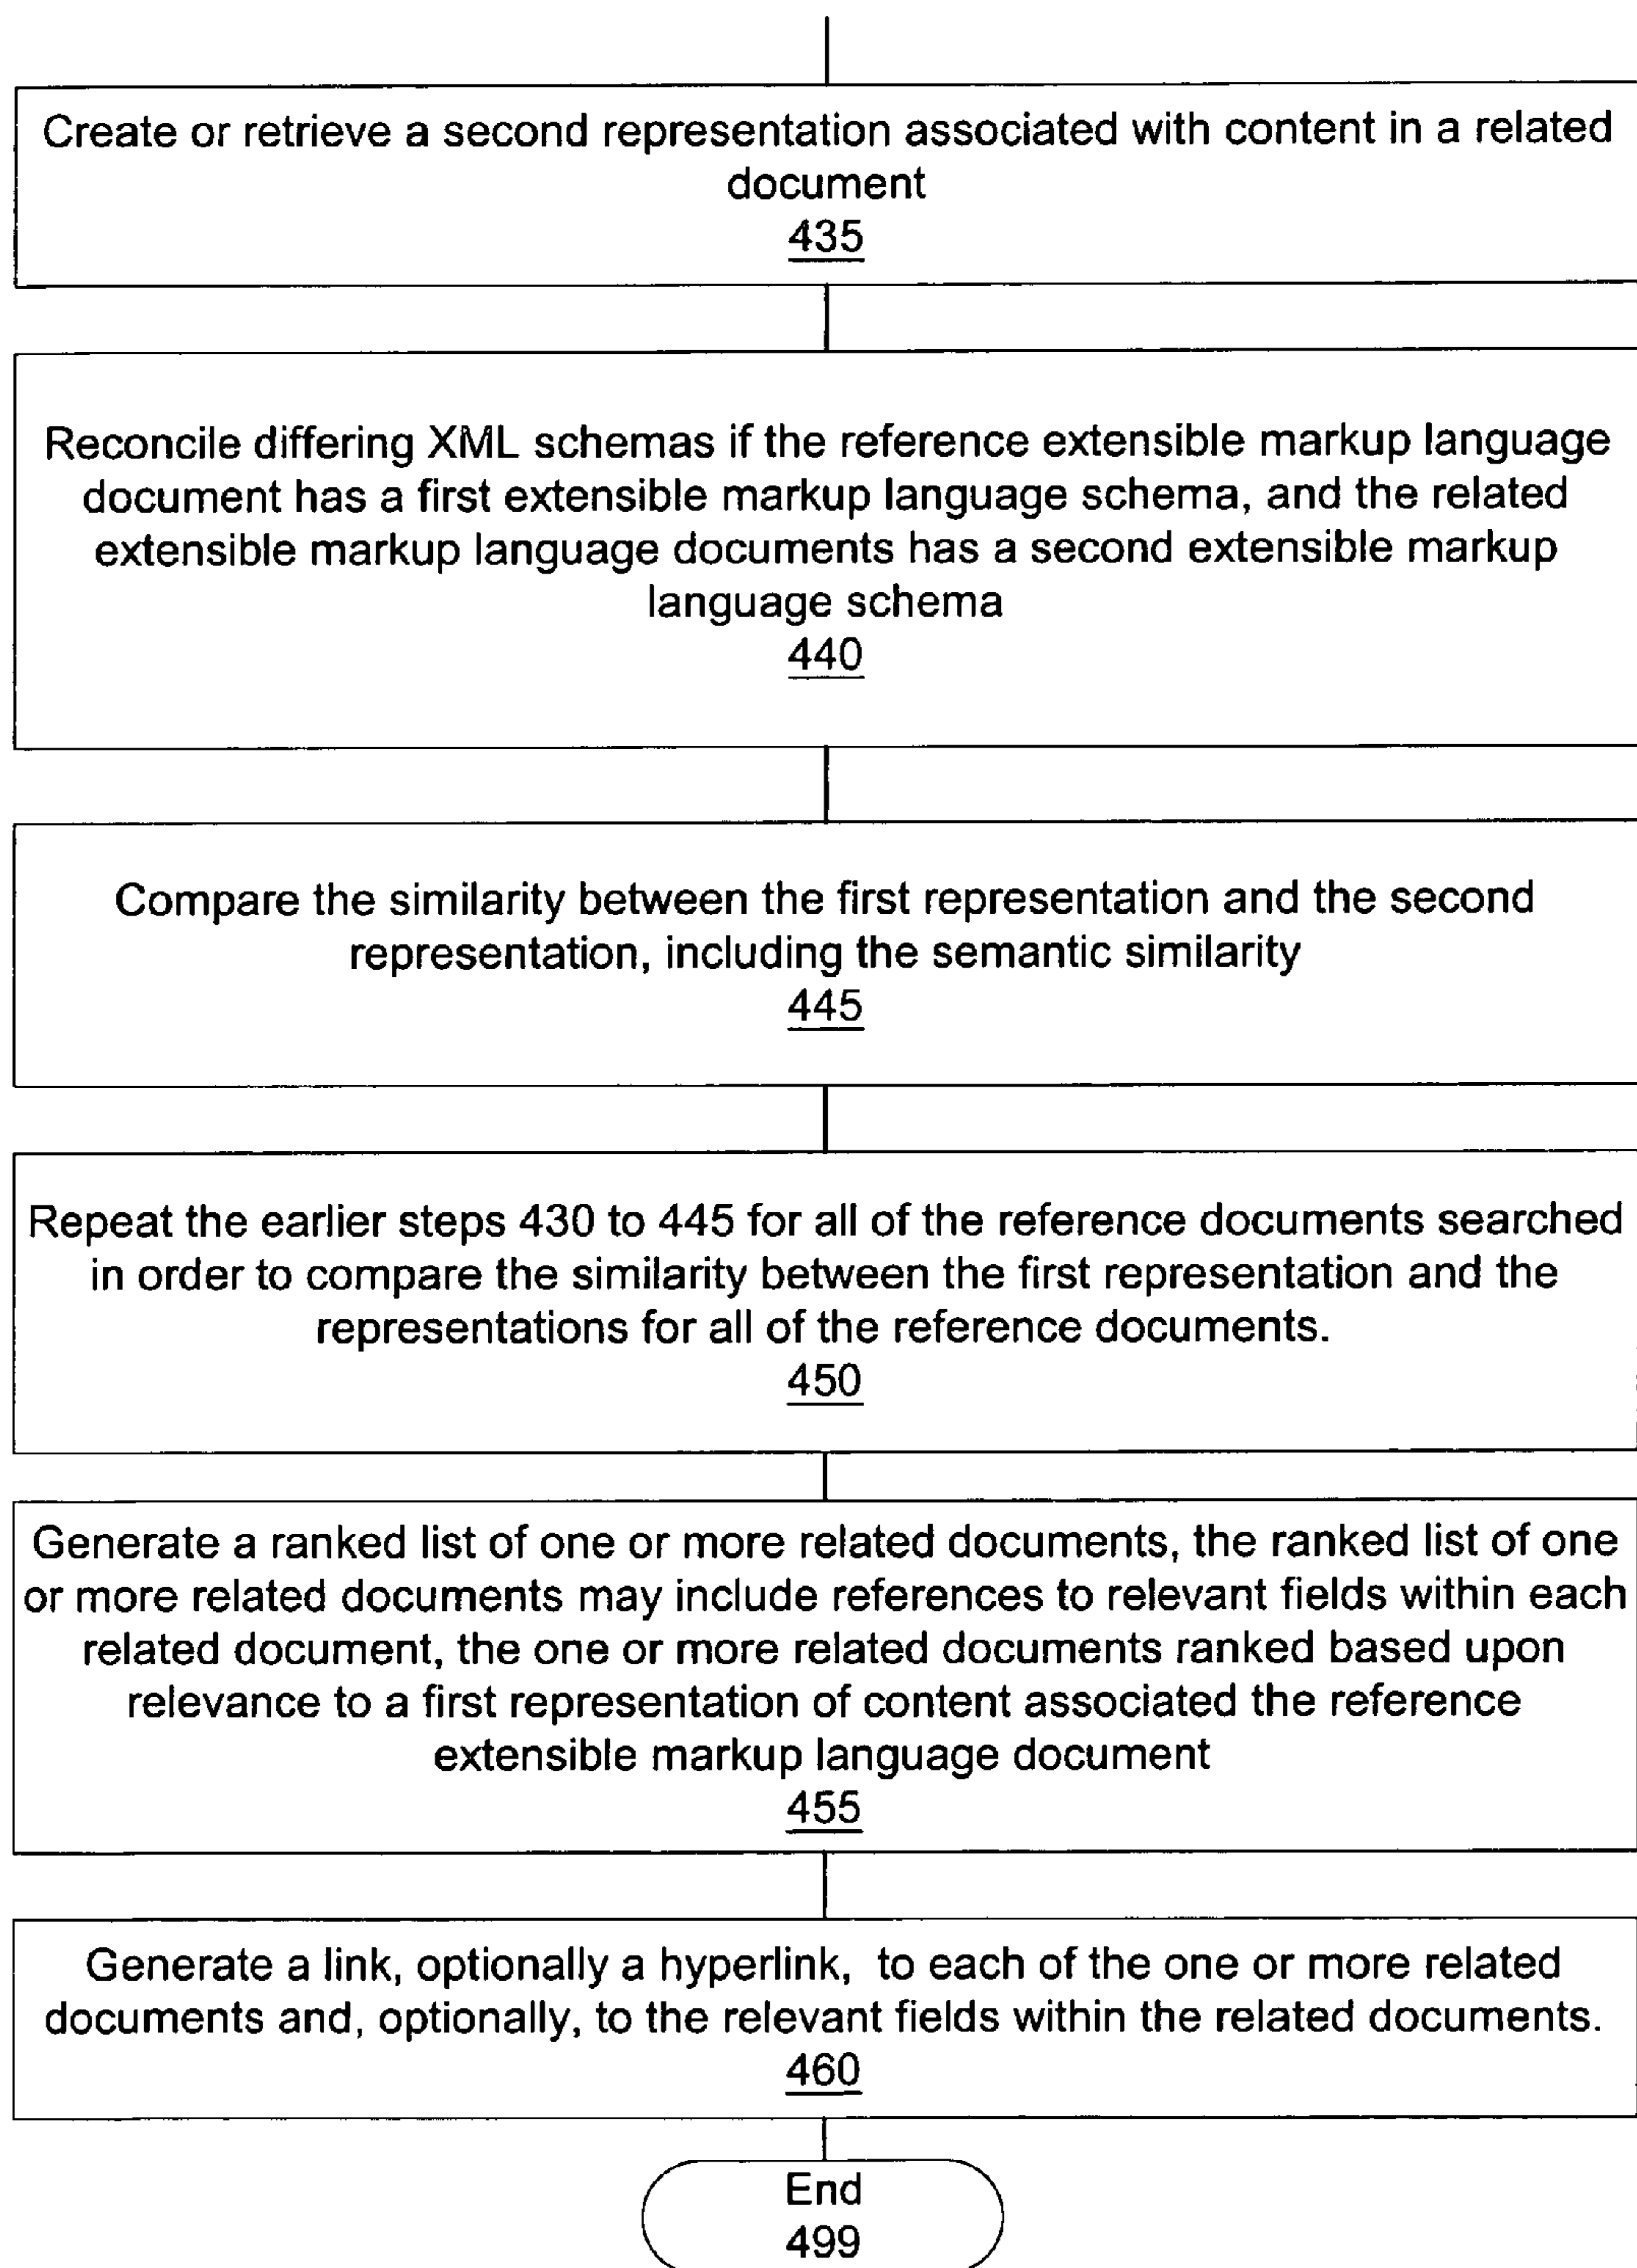 Create or retrieve a second representation associated with content in a related
document
435
Reconcile differing XML schemas if the reference extensible markup language
document has a first extensible markup language schema, and the related
extensible markup language documents has a second extensible markup
language schema
440
Compare the similarity between the first representation and the second
representation, including the semantic similarity
445
Repeat the earlier steps 430 to 445 for all of the reference documents searched
in order to compare the similarity between the first representation and the
representations for all of the reference documents.
450
Generate a ranked list of one or more related documents, the ranked list of one
or more related documents may include references to relevant fields within each
related document, the one or more related documents ranked based upon
relevance to a first representation of content associated the reference
extensible markup language document
455
Generate a link, optionally a hyperlink, to each of the one or more related
documents and, optionally, to the relevant fields within the related documents.
460
End
499